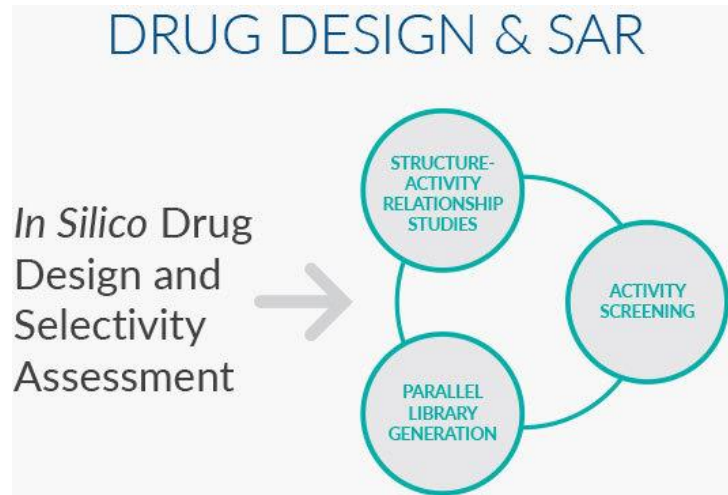 DRUG DESIGN & SAR
In Silico Drug
Design and
Selectivity
Assessment
STRUCTURE-
ACTIVITY
RELATIONSHIP
STUDIES
ACTIVITY
SCREENING
PARALLEL
LIBRARY
GENERATION